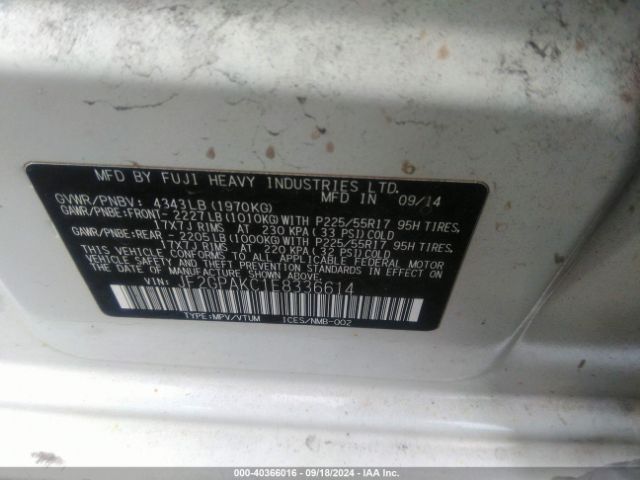 MFD BY FUJI HEAVY INDUSTRIES LTD.
GVWR/PNBV: 4343LB (1970KG) MFD IN 09/14
GAWR/PNBE:FRONT- 2227LB (1010KG) WITH P225/55R17 95H TIRES,
17X7J RIMS AT 230 KPA (33 PSI) COLD
GAWR/PNBE:REAR - 2205LB (1000KG) WITH P225/55R17 95H TIRES,
17X7J RIMS AT 220 KPA (32 PSI) COLD
THIS VEHICLE CONFORMS TO ALL APPLICABLE FEDERAL MOTOR
VEHICLE SAFETY AND THEFT PREVENTION STANDARDS IN EFFECT
ON THE DATE OF MANUFACTURE SHOWN ABOVE.
VIN: JF2GPAKC1F8336614
TYPE:MPV/VTUM ICES/NMB-002
000-40366016 - 09/18/2024 - IAA Inc.